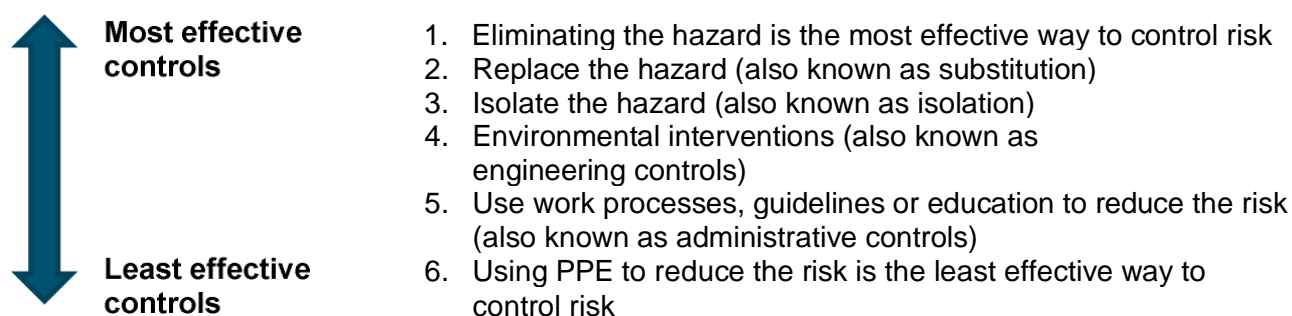 Most effective
controls
Least effective
controls
1. Eliminating the hazard is the most effective way to control risk
2. Replace the hazard (also known as substitution)
3. Isolate the hazard (also known as isolation)
4. Environmental interventions (also known as
engineering controls)
5. Use work processes, guidelines or education to reduce the risk
(also known as administrative controls)
6. Using PPE to reduce the risk is the least effective way to
control risk